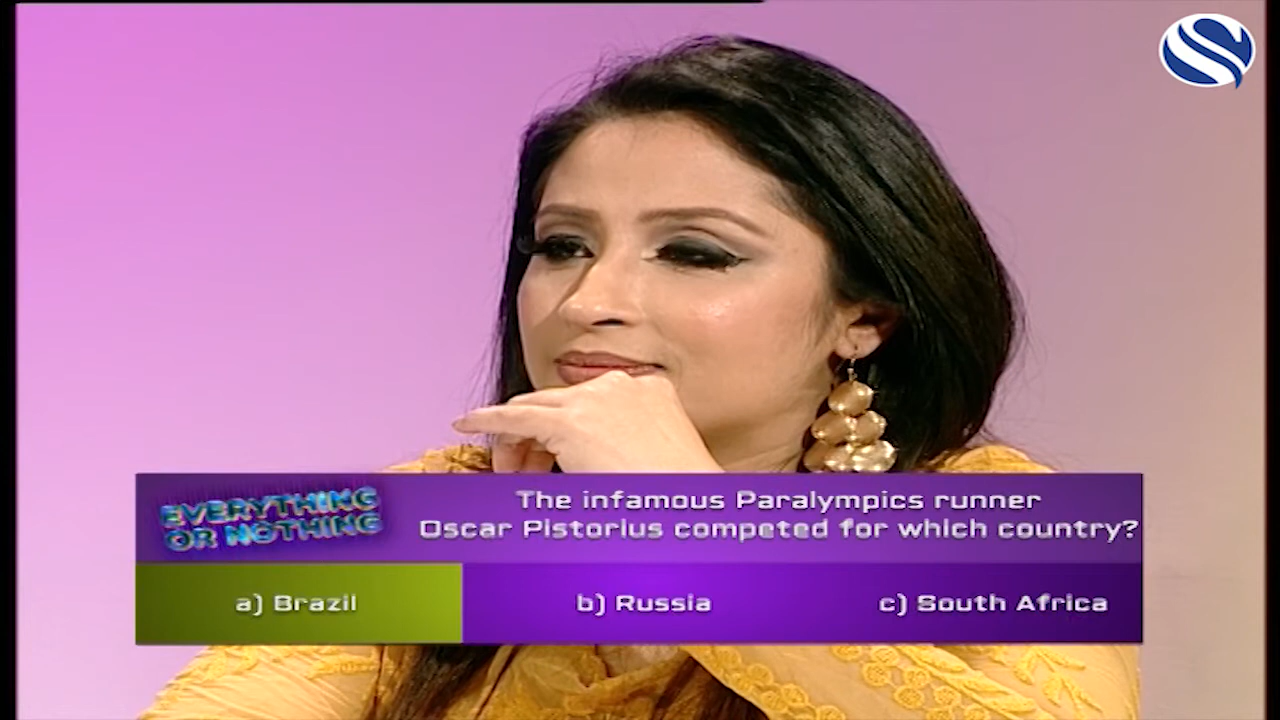 EVERYTHING
OR NOTHING
The infamous Paralympics runner
Oscar Pistorius competed for which country?
a) Brazil
b) Russia
c) South Africa